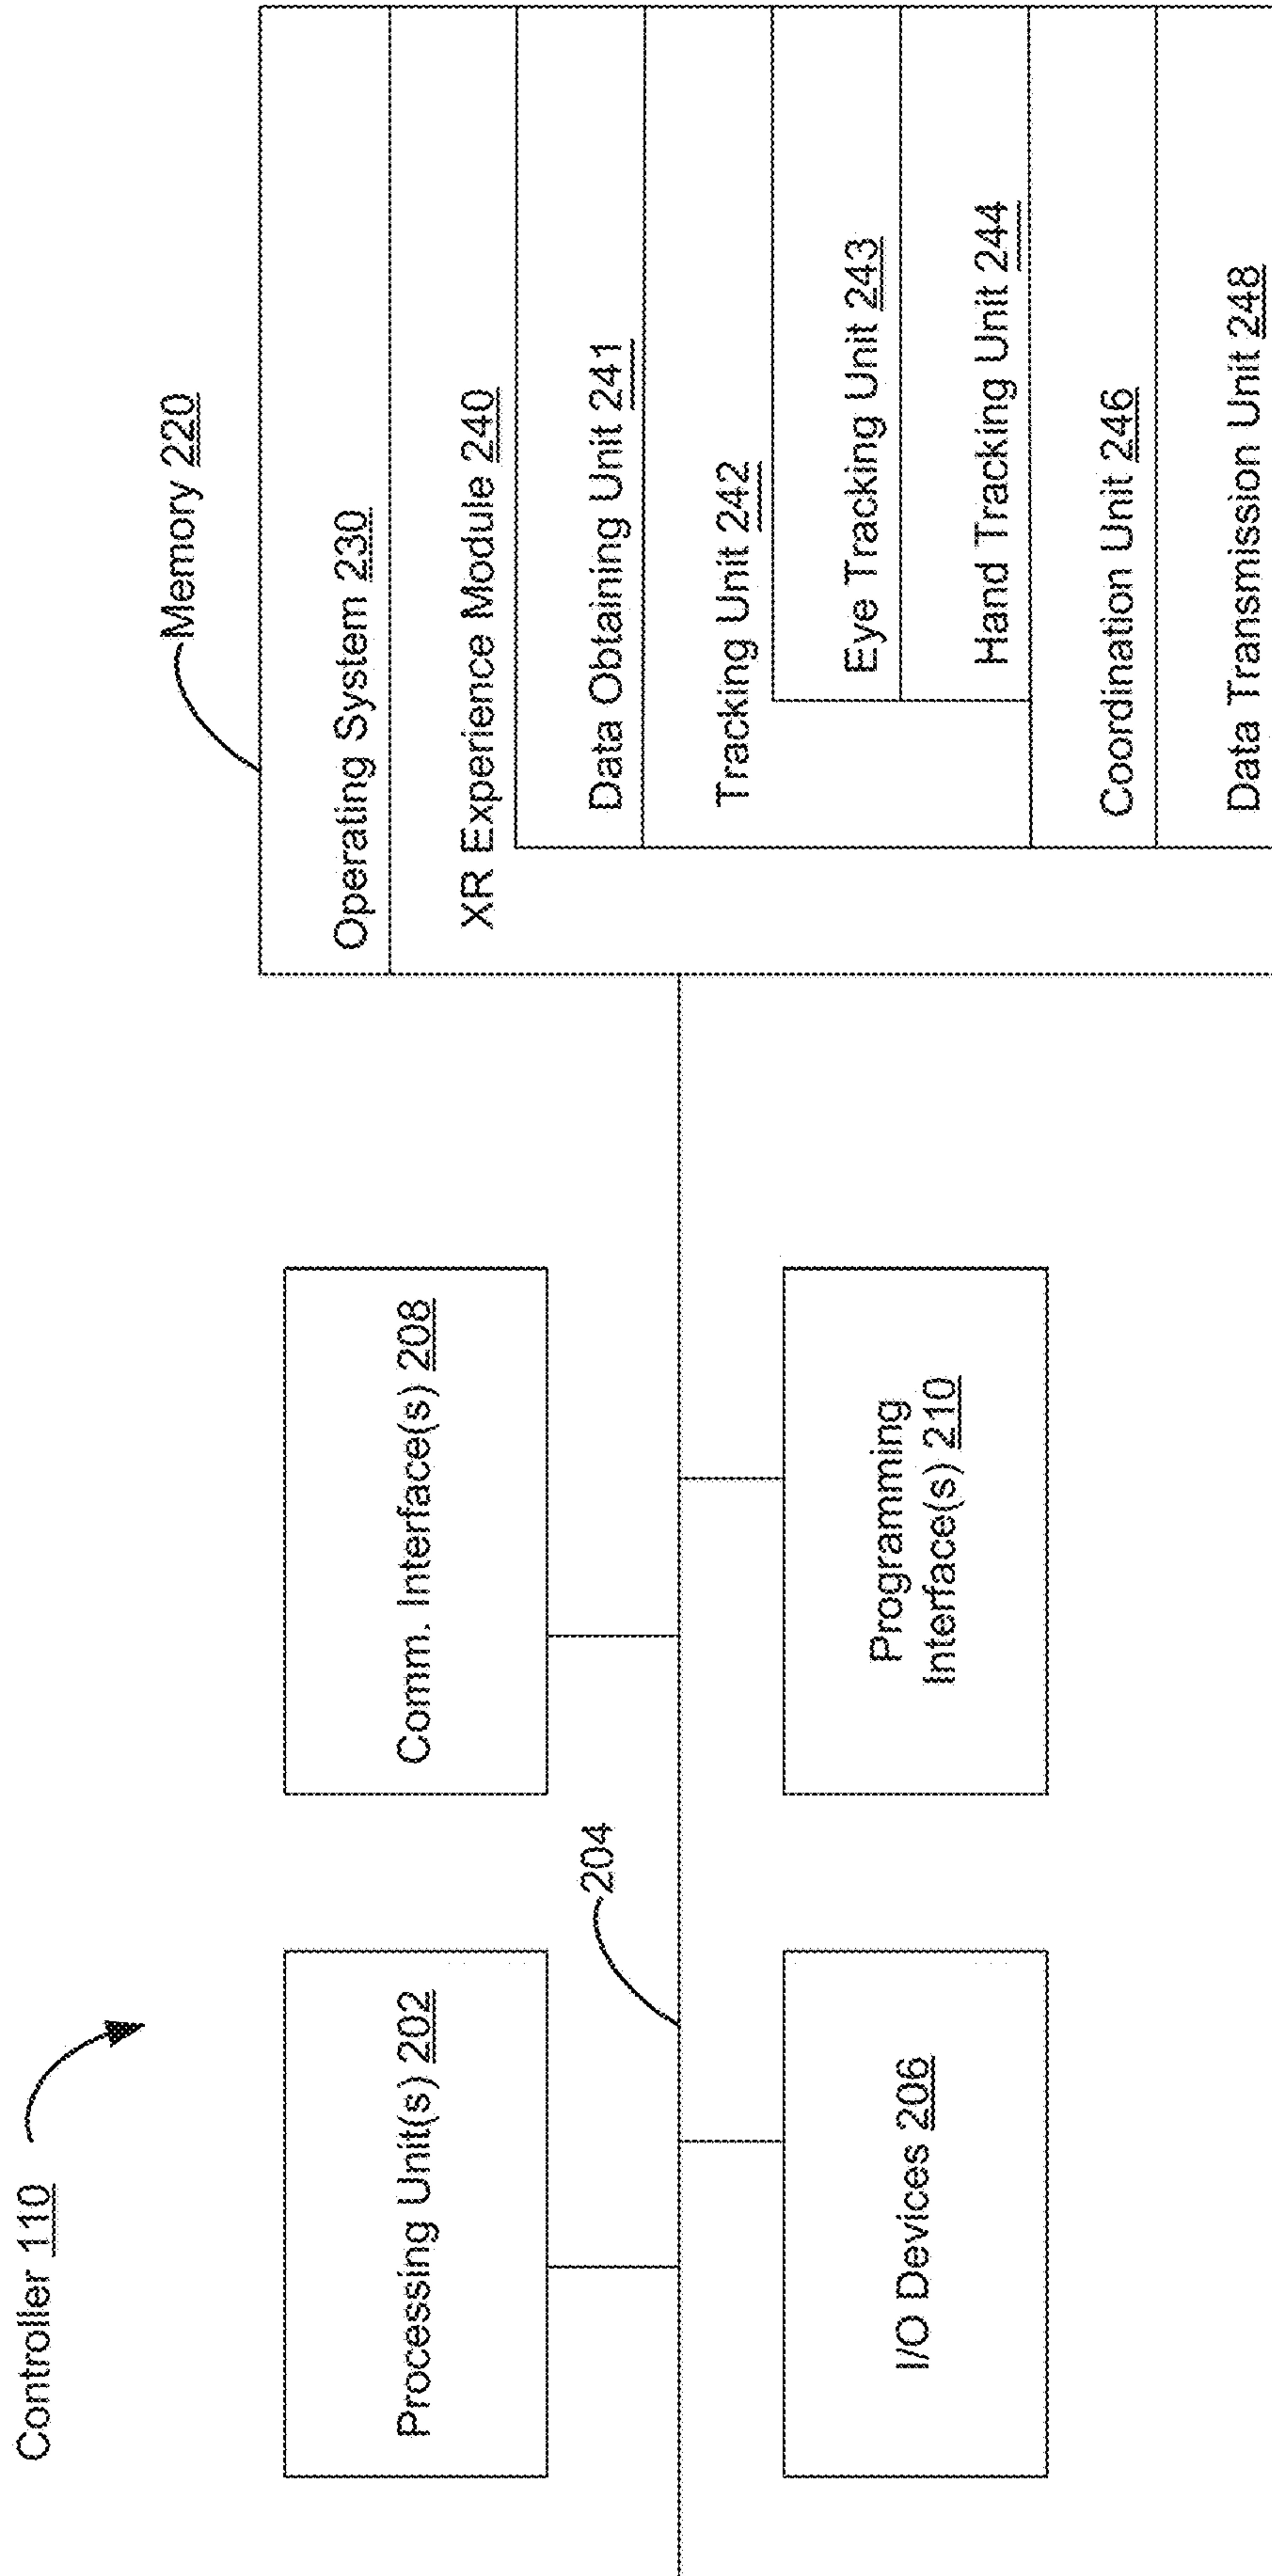 Controller 110
Memory 220
Processing Unit(s) 202
Comm. Interface(s) 208
204
I/O Devices 206
Programming
Interface(s) 210
Operating System 230
XR Experience Module 240
Data Obtaining Unit 241
Tracking Unit 242
Eye Tracking Unit 243
Hand Tracking Unit 244
Coordination Unit 246
Data Transmission Unit 248